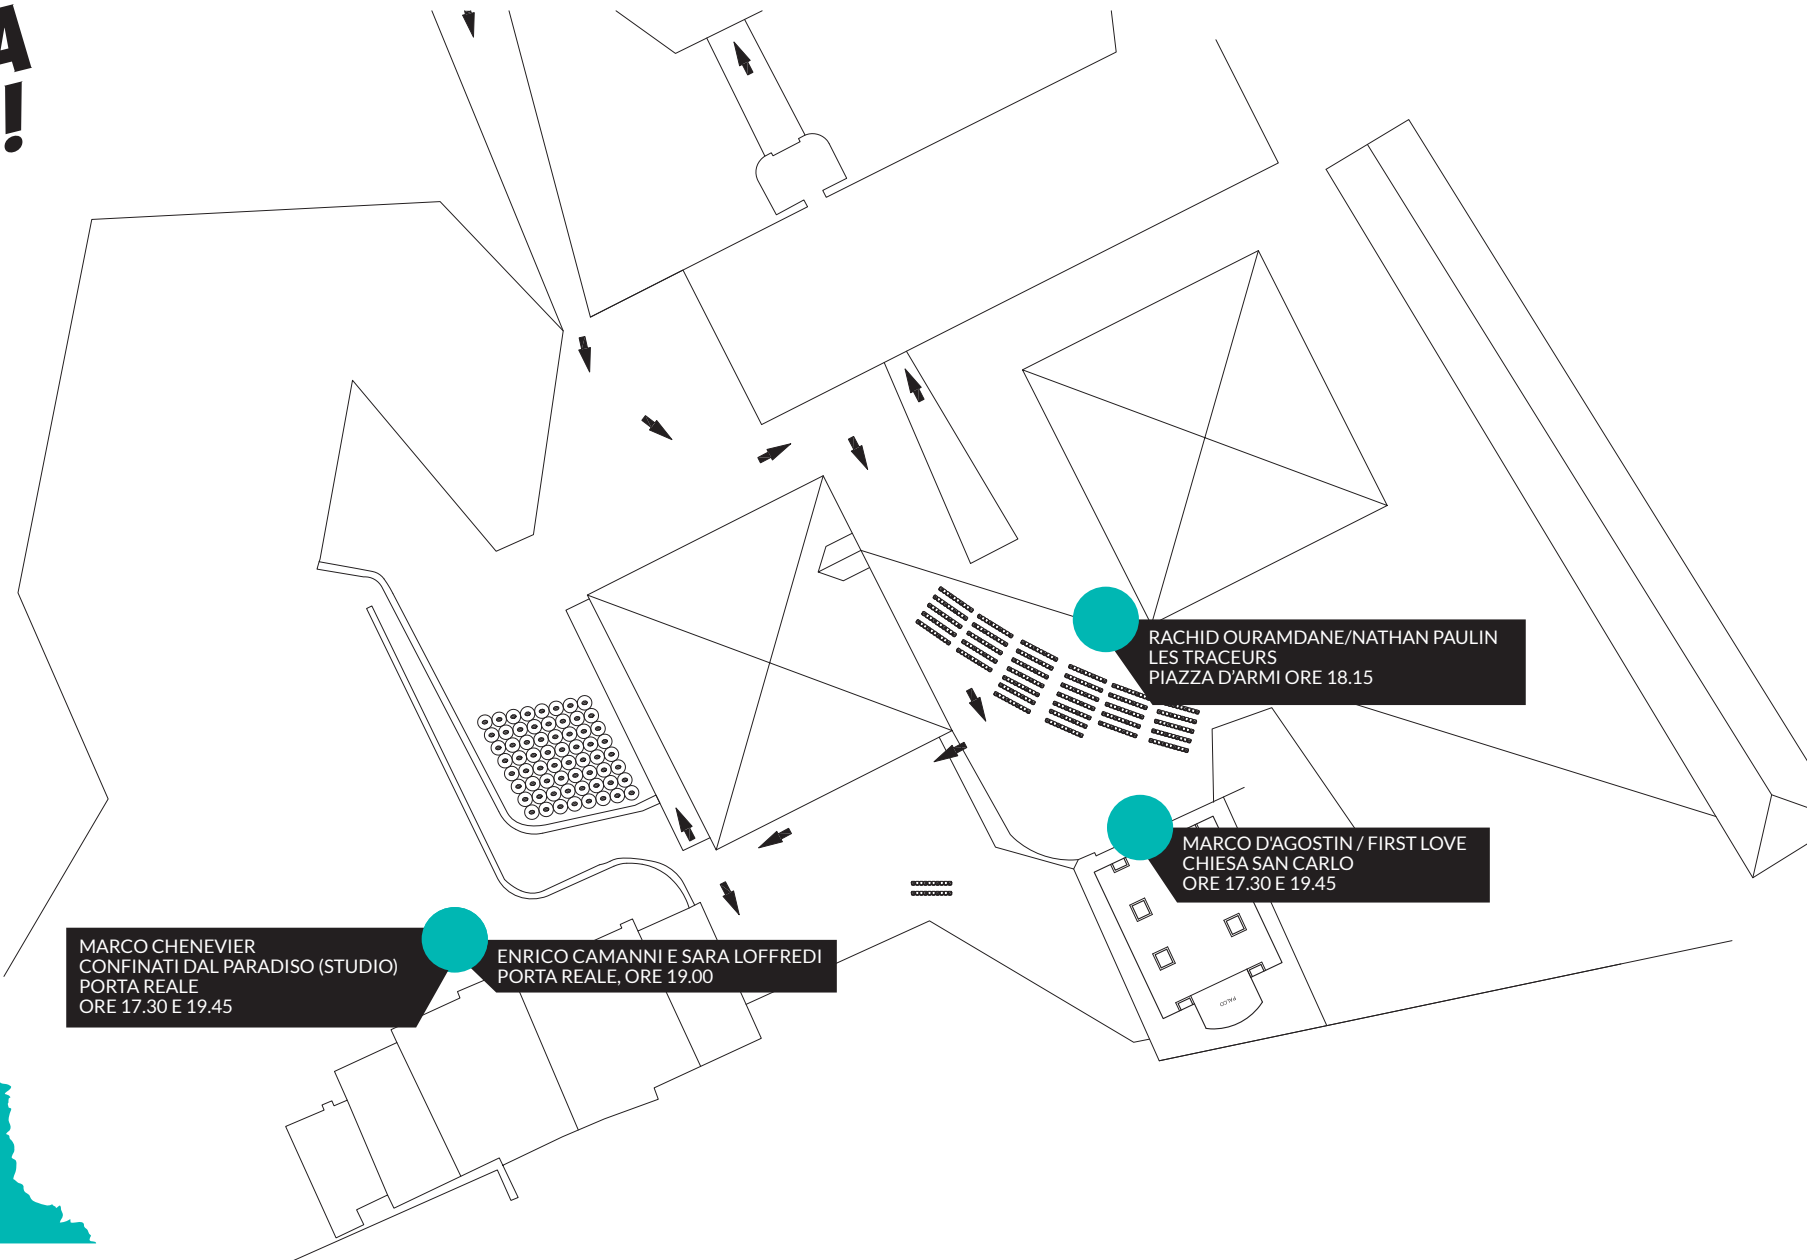 A
!
RACHID OURAMDANE/NATHAN PAULIN
LES TRACEURS
PIAZZA D'ARMI ORE 18.15
MARCO D'AGOSTIN / FIRST LOVE
CHIESA SAN CARLO
ORE 17.30 E 19.45
MARCO CHENEVIER
CONFINATI DAL PARADISO (STUDIO)
PORTA REALE
ORE 17.30 E 19.45
ENRICO CAMANNI E SARA LOFFREDI
PORTA REALE, ORE 19.00
PALCO